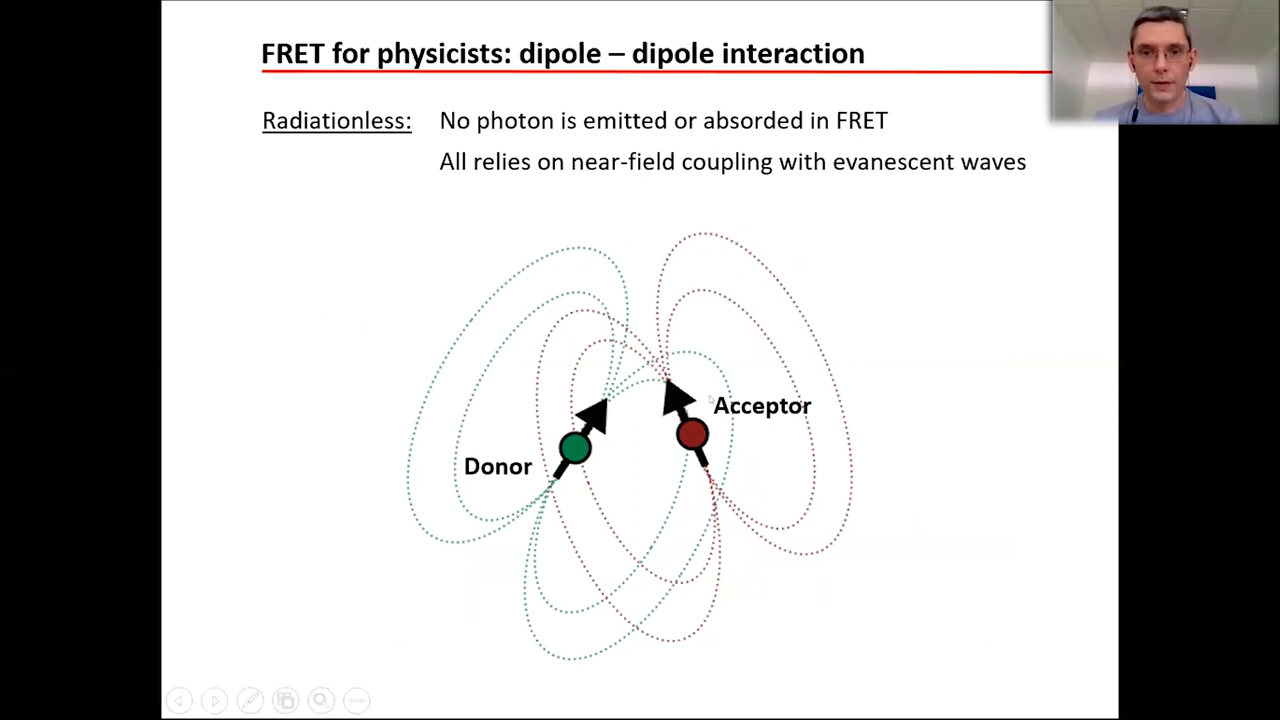 FRET for physicists: dipole – dipole interaction
Radiationless: No photon is emitted or absorded in FRET
All relies on near-field coupling with evanescent waves
Acceptor
Donor